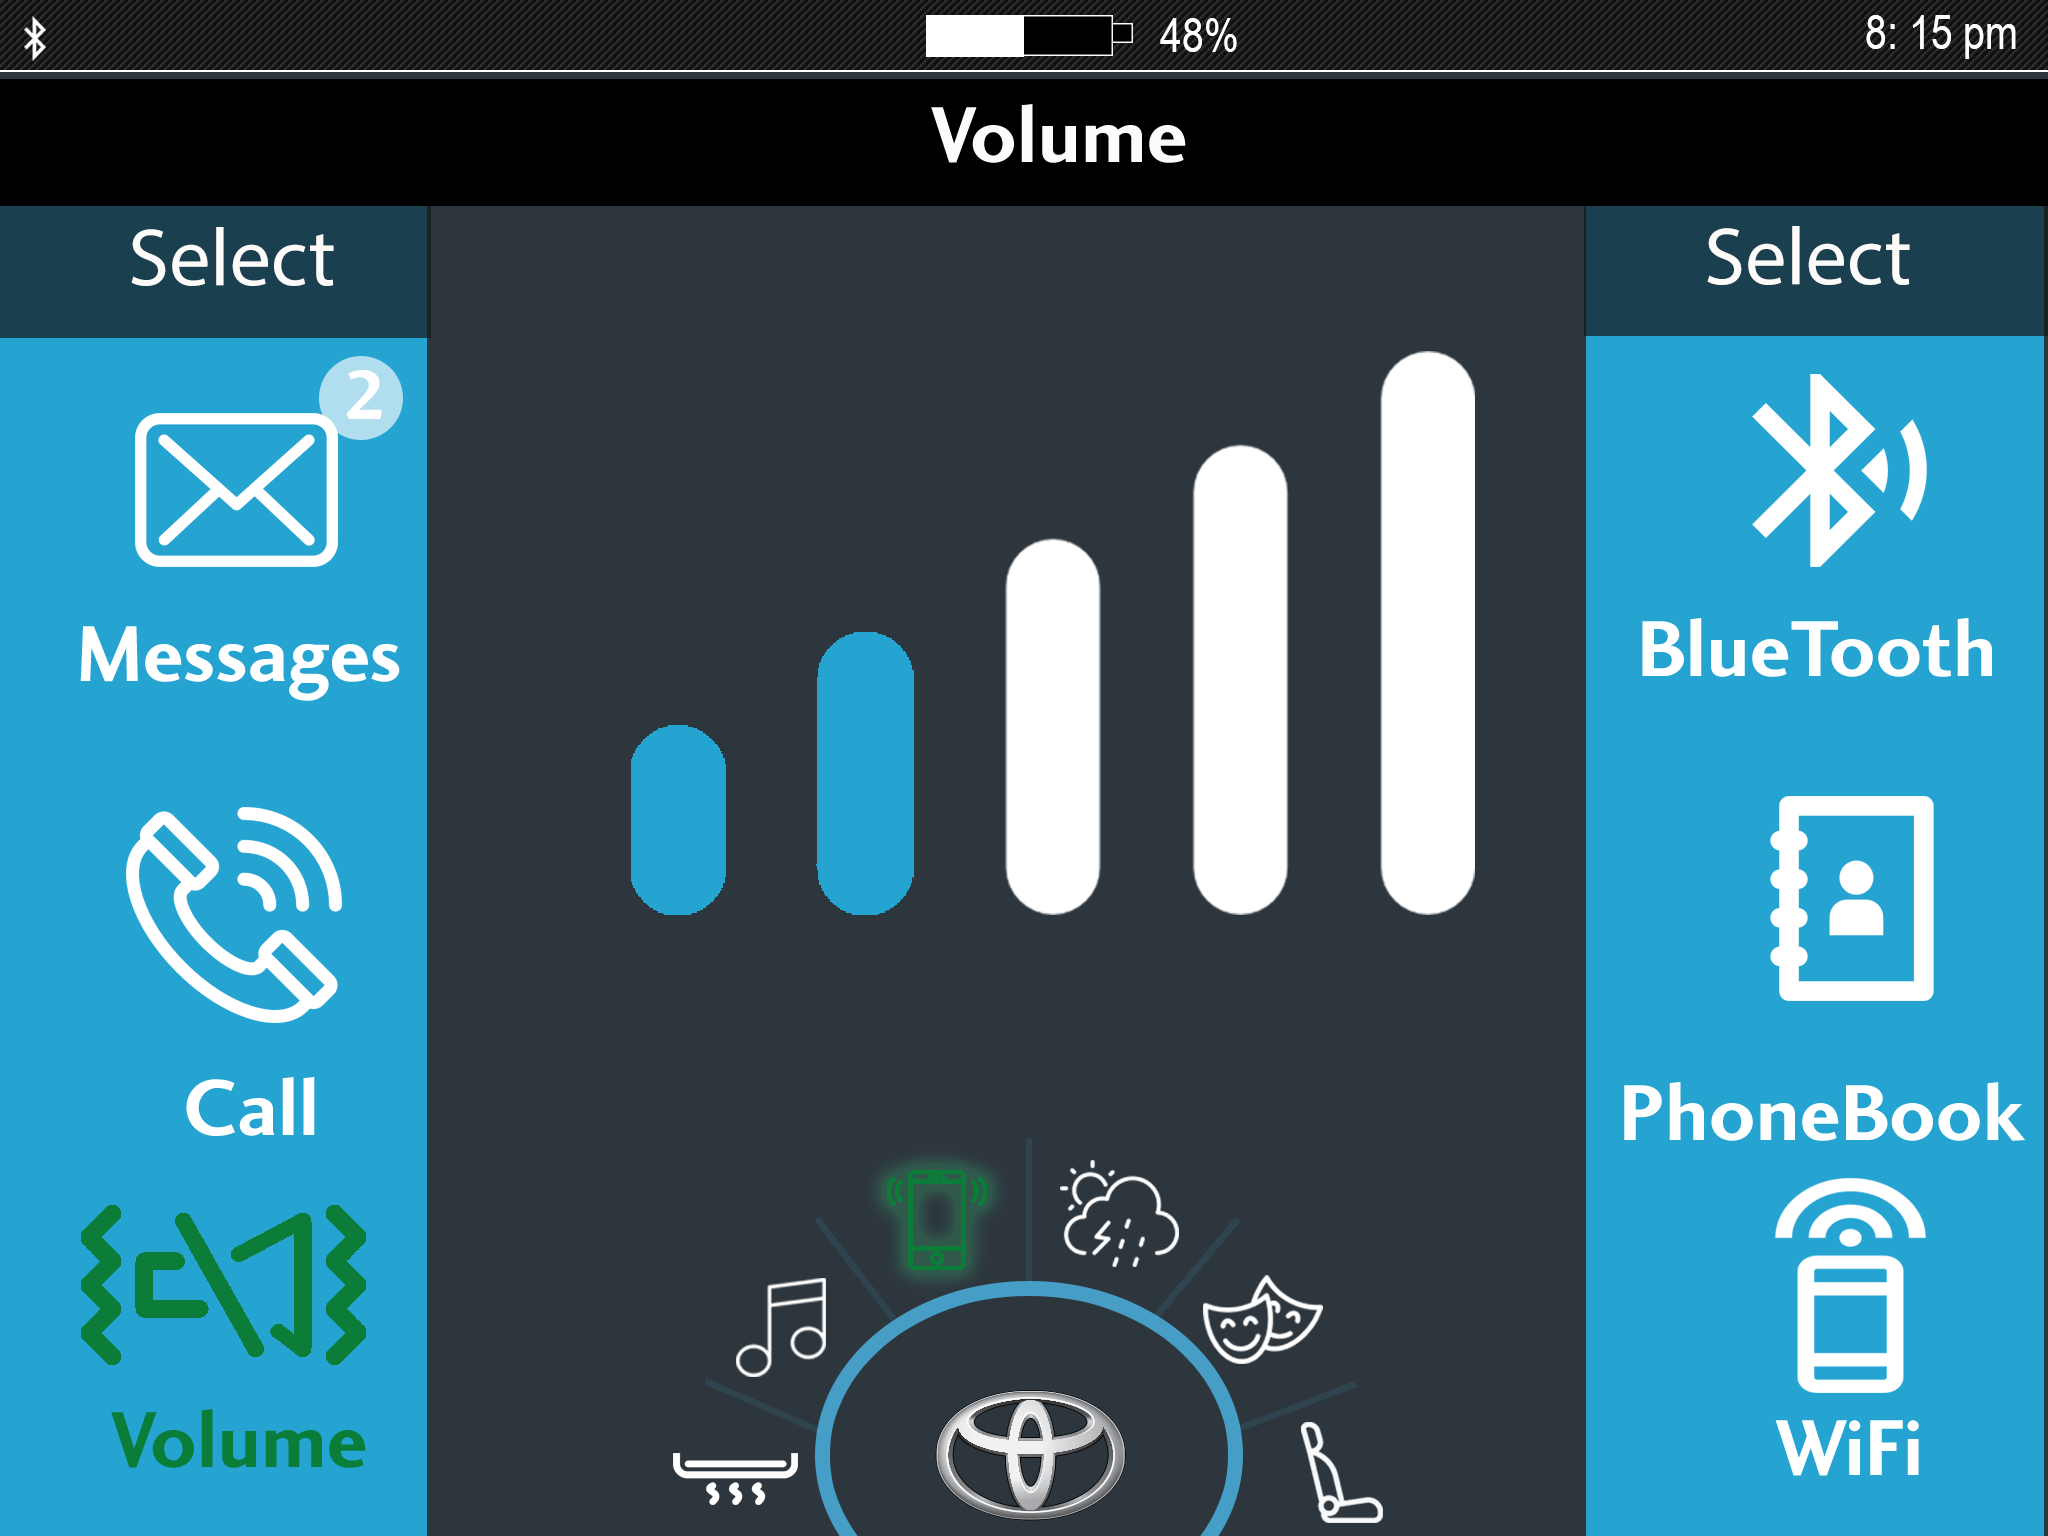 48%
8: 15 pm
Volume
Select
Select
2
Messages
BlueTooth
Call
PhoneBook
Volume
WiFi